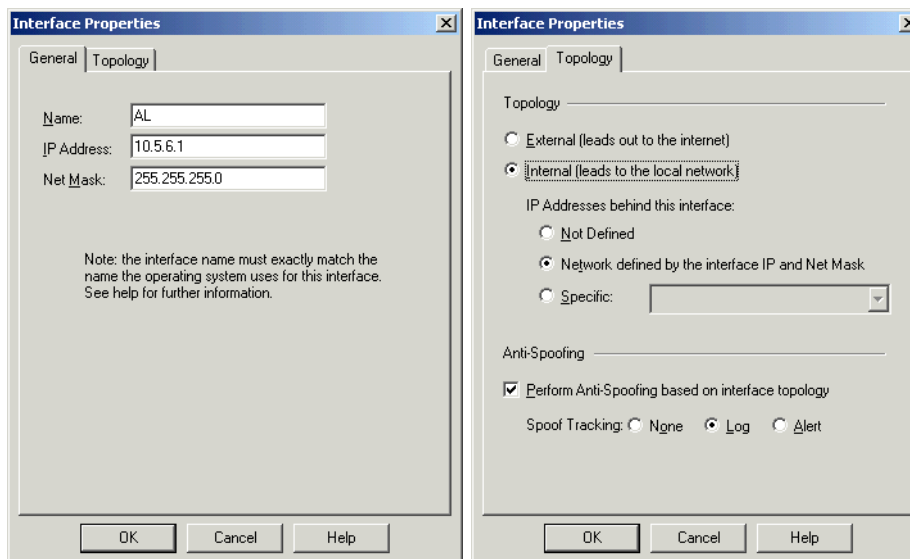 Interface Properties
General Topology
Name: AL
IP Address: 10.5.6.1
Net Mask: 255.255.255.0
Note: the interface name must exactly match the
name the operating system uses for this interface.
See help for further information.
OK Cancel Help
Interface Properties
General Topology
Topology
External (leads out to the internet)
Internal (leads to the local network)
IP Addresses behind this interface:
Not Defined
Network defined by the interface IP and Net Mask
Specific:
Anti-Spoofing
Perform Anti-Spoofing based on interface topology
Spoof Tracking: None Log Alert
OK Cancel Help